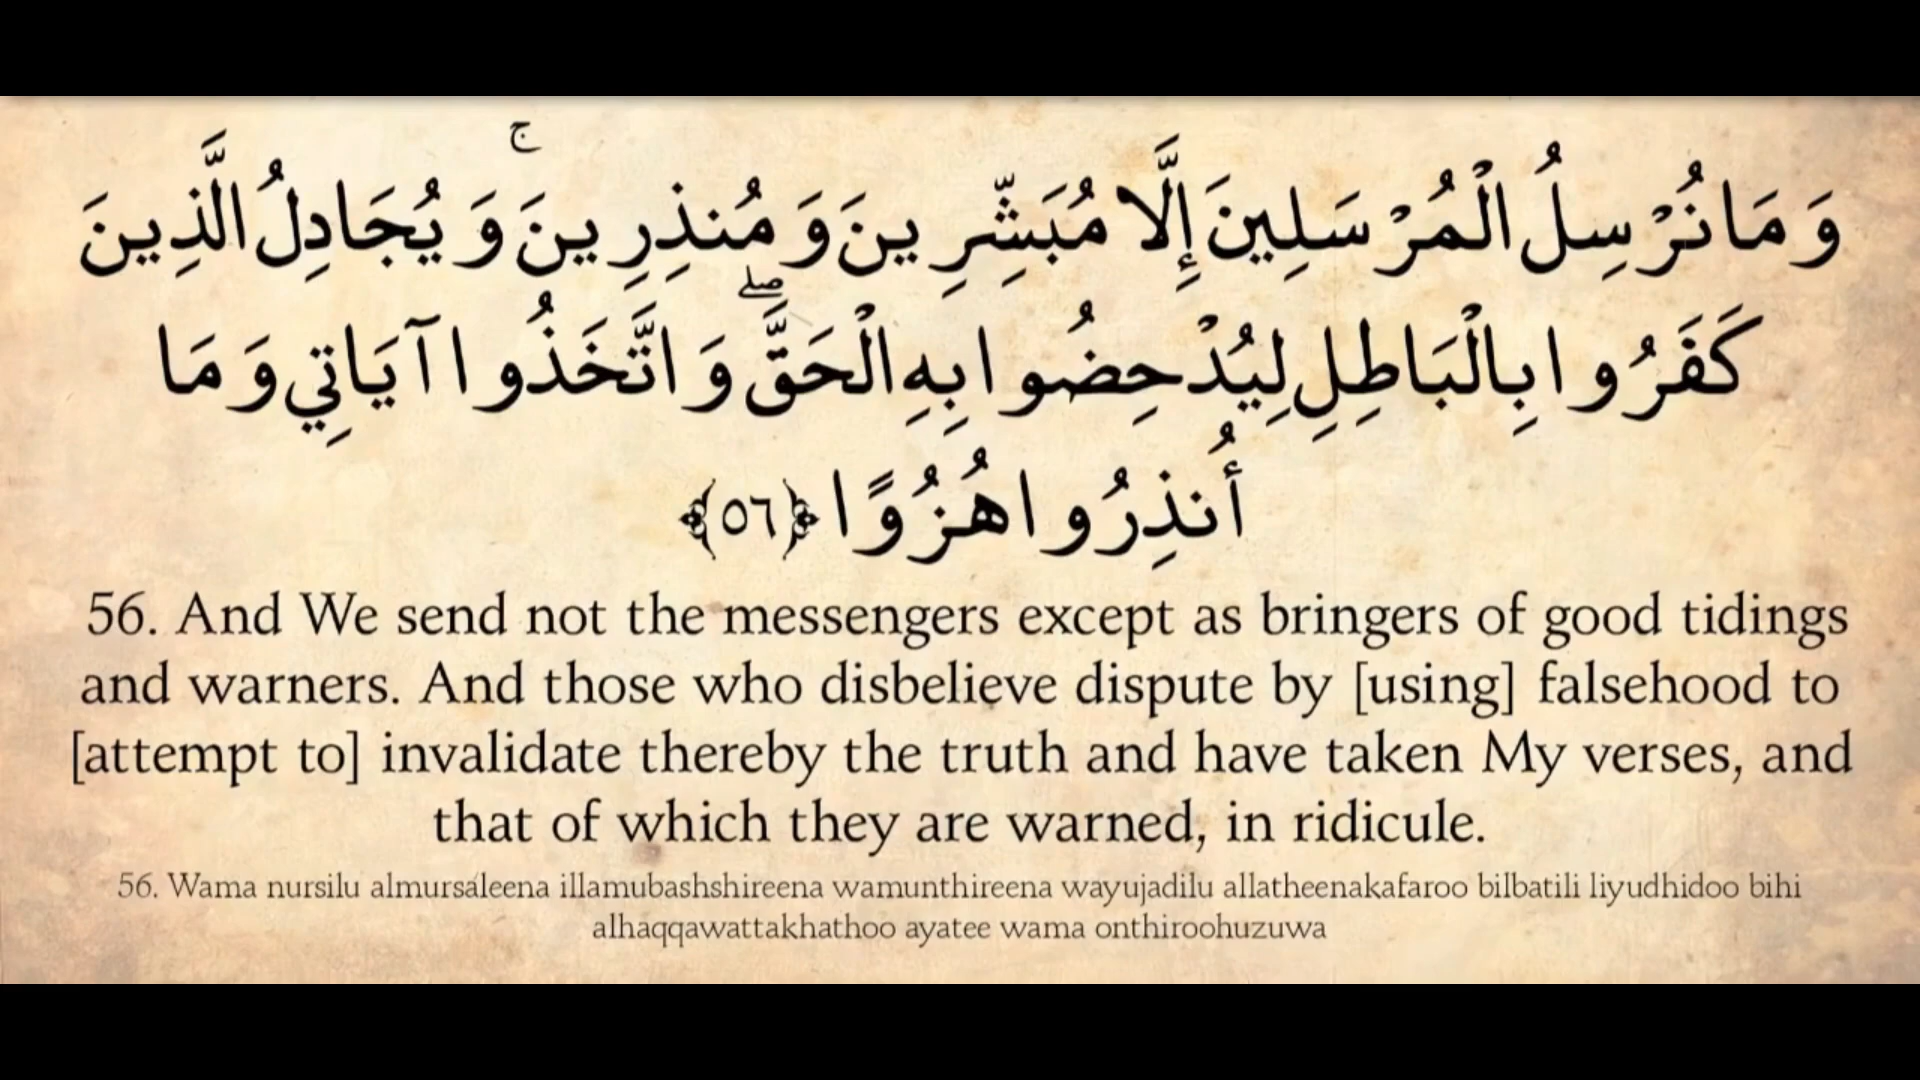 وَمَا نُرْسِلُ الْمُرْسَلِينَ إِلَّا مُبَشِّرِينَ وَمُنذِرِينَ ۚ وَيُجَادِلُ الَّذِينَ
كَفَرُوا بِالْبَاطِلِ لِيُدْحِضُوا بِهِ الْحَقَّ ۖ وَاتَّخَذُوا آيَاتِي وَمَا
أُنذِرُوا هُزُوًا ﴿٥٦﴾
56. And We send not the messengers except as bringers of good tidings
and warners. And those who disbelieve dispute by [using] falsehood to
[attempt to] invalidate thereby the truth and have taken My verses, and
that of which they are warned, in ridicule.
56. Wama nursilu almursaleena illamubashshireena wamunthireena wayujadilu allatheenakafaroo bilbatili liyudhidoo bihi
alhaqqawattakhathoo ayatee wama onthiroohuzuwa